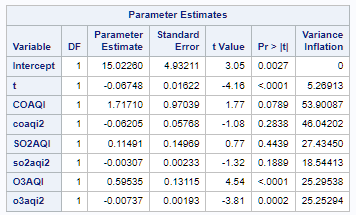 Parameter Estimates
Variable DF Parameter Estimate Standard Error t Value Pr > |t| Variance Inflation
Intercept 1 15.02260 4.93211 3.05 0.0027 0
t 1 -0.06748 0.01622 -4.16 <.0001 5.26913
COAQI 1 1.71710 0.97039 1.77 0.0789 53.90087
coaqi2 1 -0.06205 0.05768 -1.08 0.2838 46.04202
SO2AQI 1 0.11491 0.14969 0.77 0.4439 27.43450
so2aqi2 1 -0.00307 0.00233 -1.32 0.1889 18.54413
O3AQI 1 0.59535 0.13115 4.54 <.0001 25.29538
o3aqi2 1 -0.00737 0.00193 -3.81 0.0002 25.25294